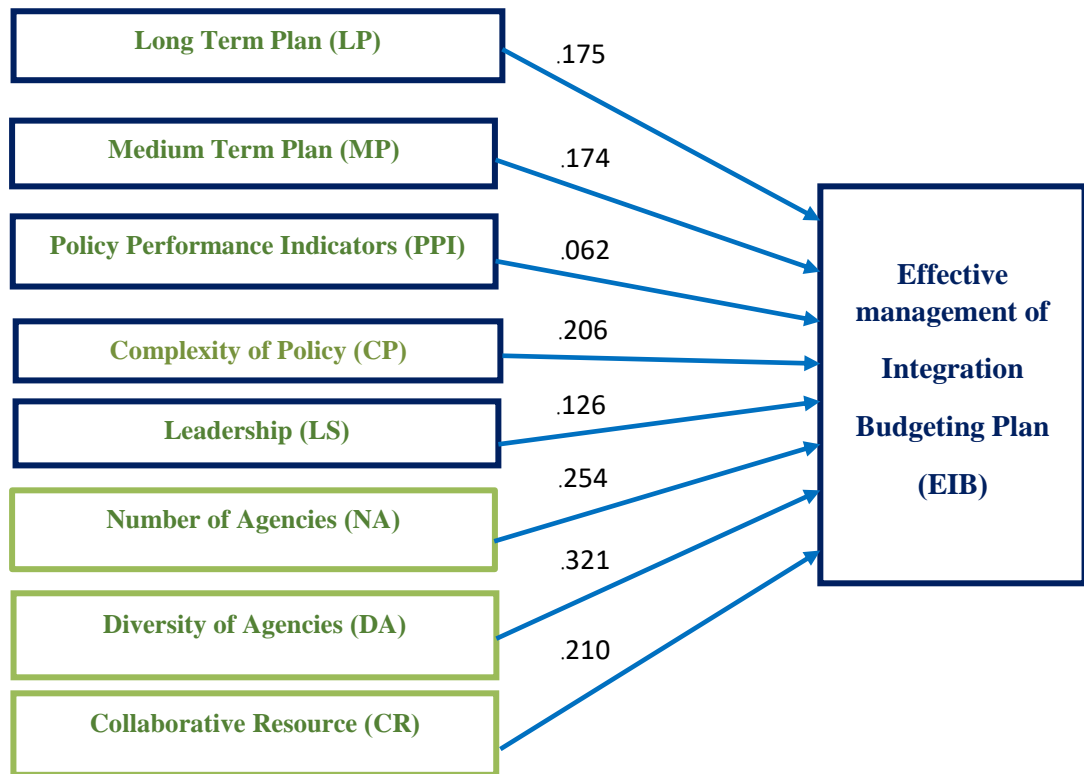 Long Term Plan (LP)
.175
Medium Term Plan (MP)
.174
Policy Performance Indicators (PPI)
.062
Complexity of Policy (CP)
.206
Leadership (LS)
.126
Number of Agencies (NA)
.254
Diversity of Agencies (DA)
.321
Collaborative Resource (CR)
.210
Effective
management of
Integration
Budgeting Plan
(EIB)